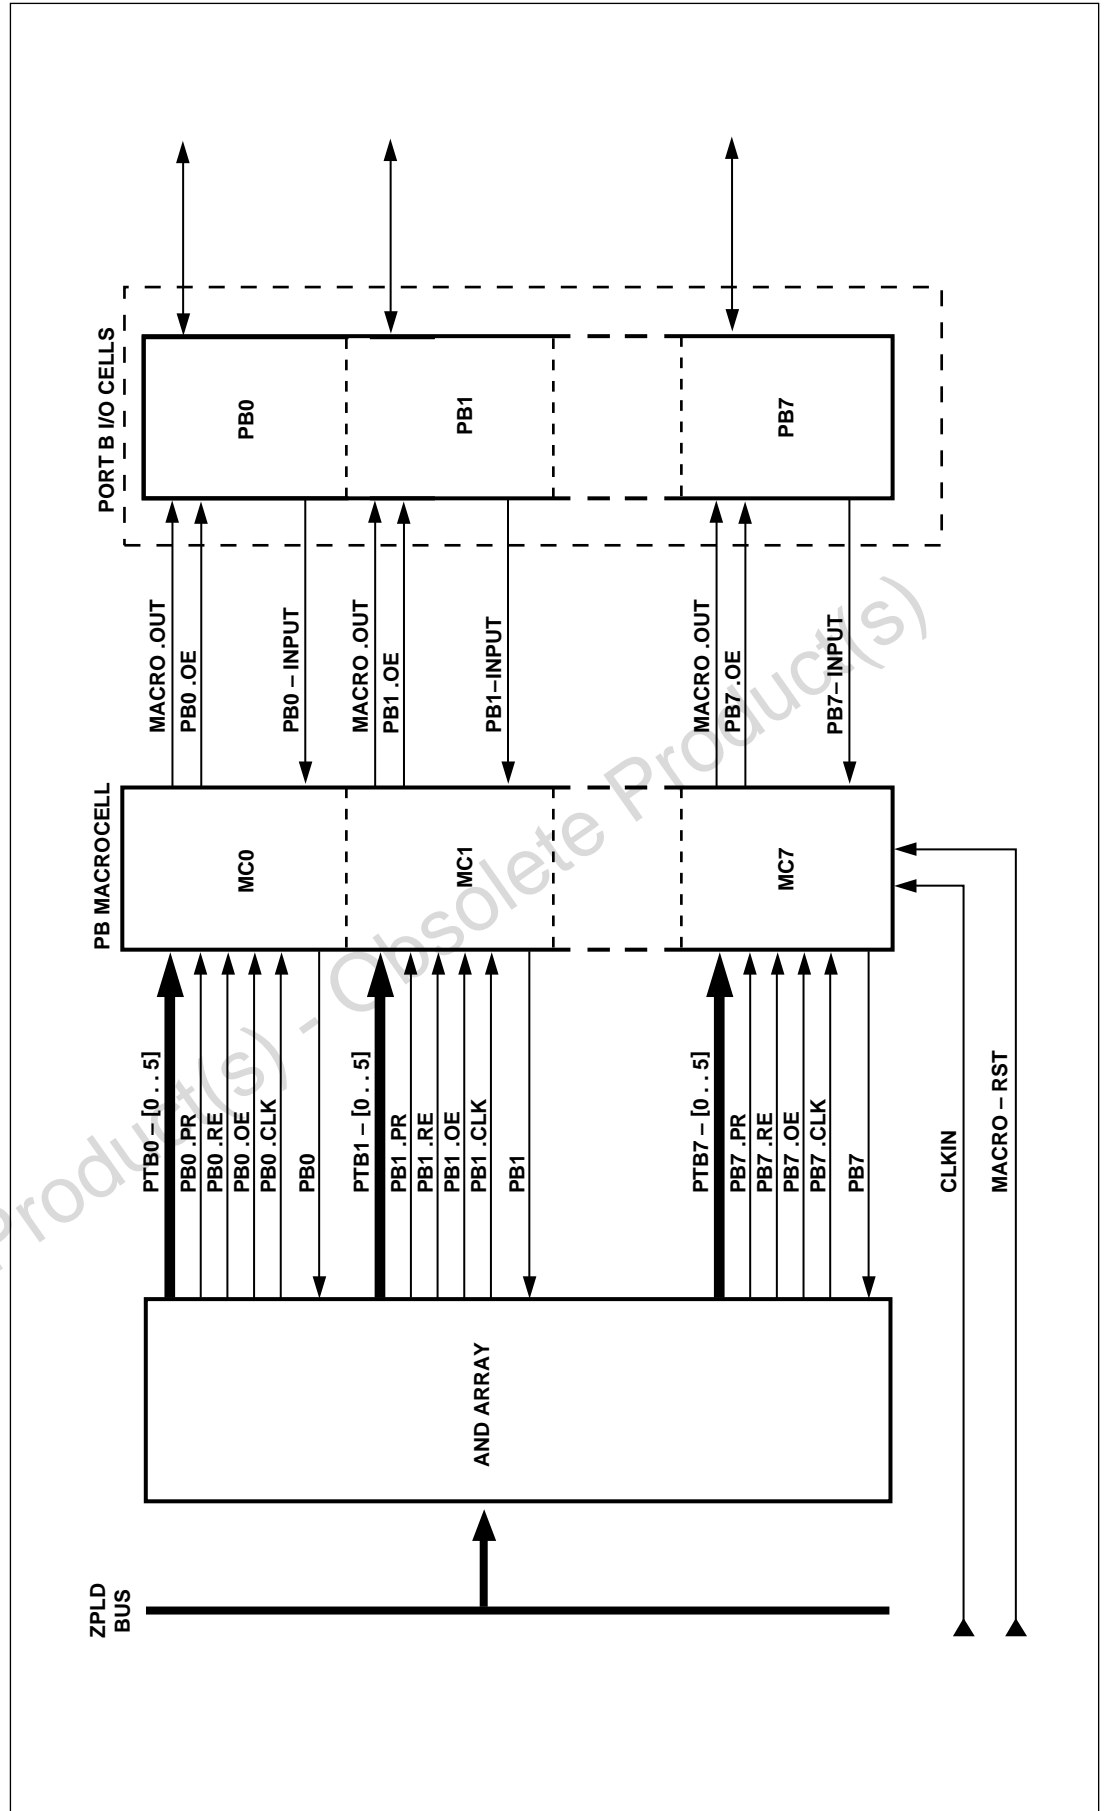 ZPLD
BUS
AND ARRAY
PTB0 – [0 . . 5]
PB0 .PR
PB0 .RE
PB0 .OE
PB0 .CLK
PB0
PTB1 – [0 . . 5]
PB1 .PR
PB1 .RE
PB1 .OE
PB1 .CLK
PB1
PTB7 – [0 . . 5]
PB7 .PR
PB7 .RE
PB7 .OE
PB7 .CLK
PB7
CLKIN
MACRO – RST
PB MACROCELL
MC0
MC1
MC7
MACRO .OUT
PB0 .OE
PB0 – INPUT
MACRO .OUT
PB1 .OE
PB1–INPUT
MACRO .OUT
PB7 .OE
PB7– INPUT
PORT B I/O CELLS
PB0
PB1
PB7
Product(s) - Obsolete Product(s)